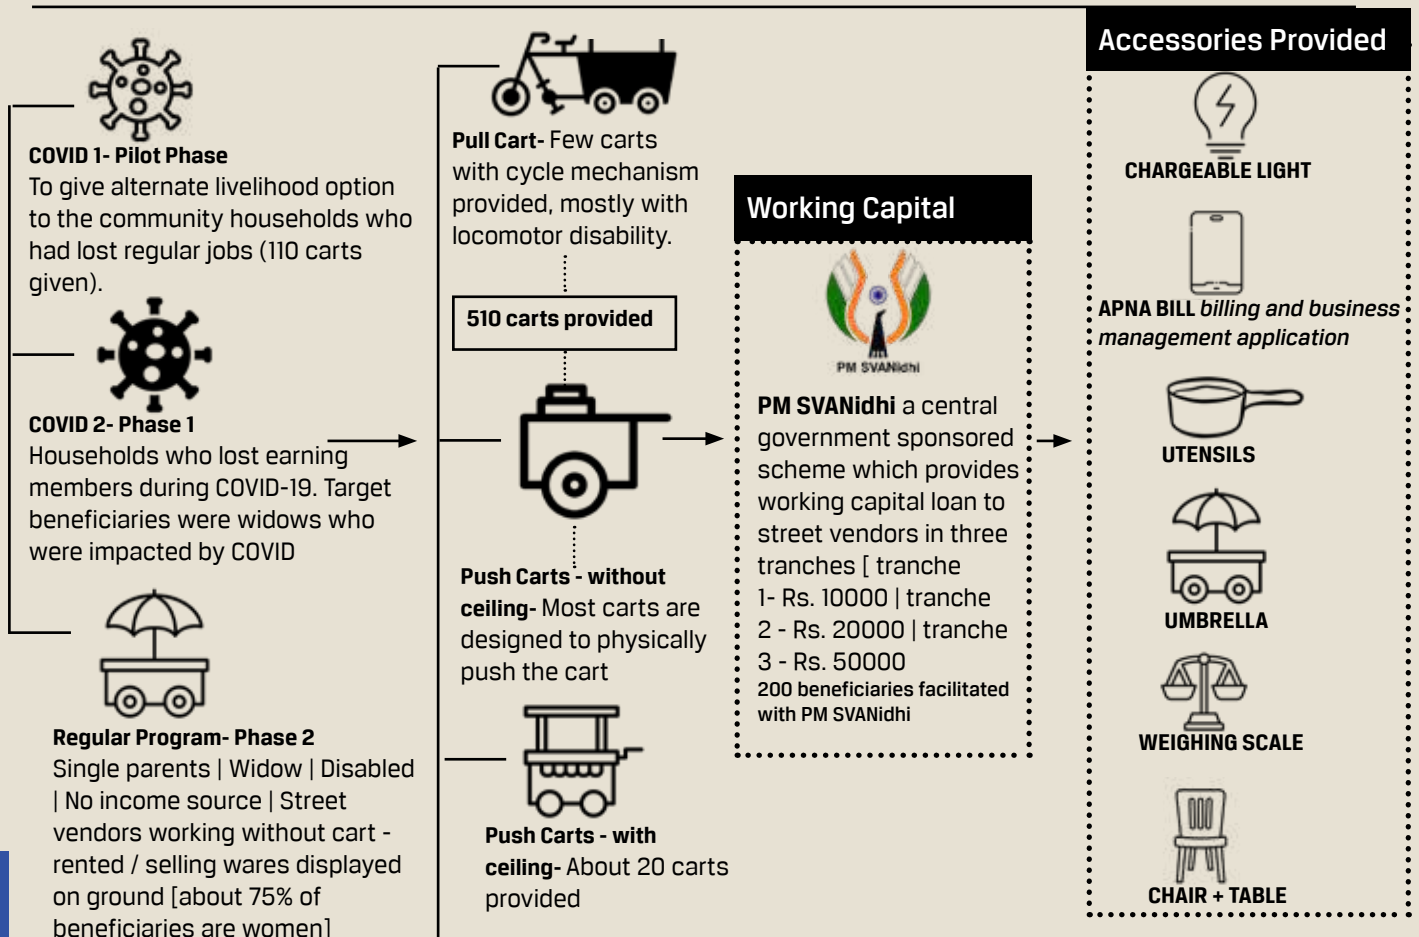 COVID 1- Pilot Phase
To give alternate livelihood option
to the community households who
had lost regular jobs (110 carts
given).
COVID 2- Phase 1
Households who lost earning
members during COVID-19. Target
beneficiaries were widows who
were impacted by COVID
Regular Program- Phase 2
Single parents | Widow | Disabled
| No income source | Street
vendors working without cart -
rented / selling wares displayed
on ground [about 75% of
beneficiaries are women]
Pull Cart- Few carts
with cycle mechanism
provided, mostly with
locomotor disability.
510 carts provided
Push Carts - without
ceiling- Most carts are
designed to physically
push the cart
Push Carts - with
ceiling- About 20 carts
provided
Working Capital
PM SVANidhi
PM SVANidhi a central
government sponsored
scheme which provides
working capital loan to
street vendors in three
tranches [ tranche
1- Rs. 10000 | tranche
2 - Rs. 20000 | tranche
3 - Rs. 50000
200 beneficiaries facilitated
with PM SVANidhi
Accessories Provided
CHARGEABLE LIGHT
APNA BILL billing and business
management application
UTENSILS
UMBRELLA
WEIGHING SCALE
CHAIR + TABLE